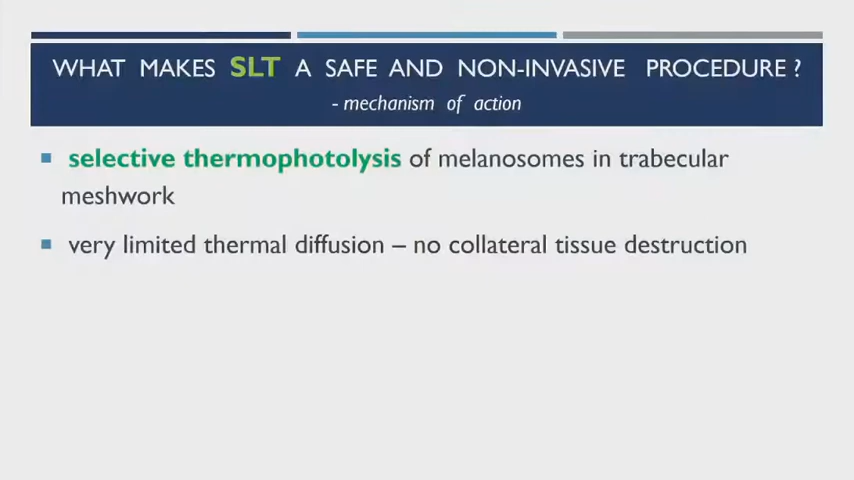 WHAT MAKES SLT A SAFE AND NON-INVASIVE PROCEDURE ?
- mechanism of action
selective thermophotolysis of melanosomes in trabecular
meshwork
very limited thermal diffusion – no collateral tissue destruction